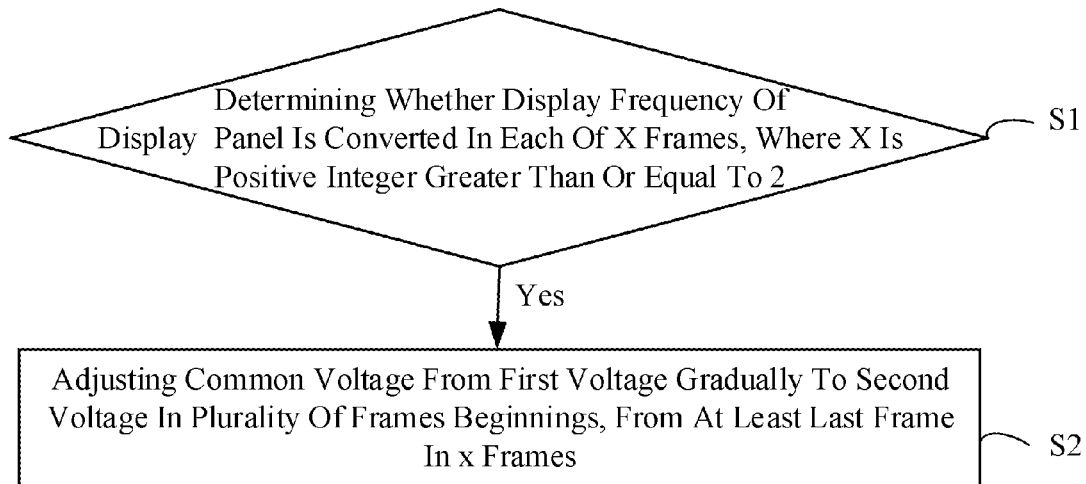 Determining Whether Display Frequency Of
Display Panel Is Converted In Each Of X Frames, Where X Is
Positive Integer Greater Than Or Equal To 2
S1
Yes
Adjusting Common Voltage From First Voltage Gradually To Second
Voltage In Plurality Of Frames Beginnings, From At Least Last Frame
In x Frames
S2